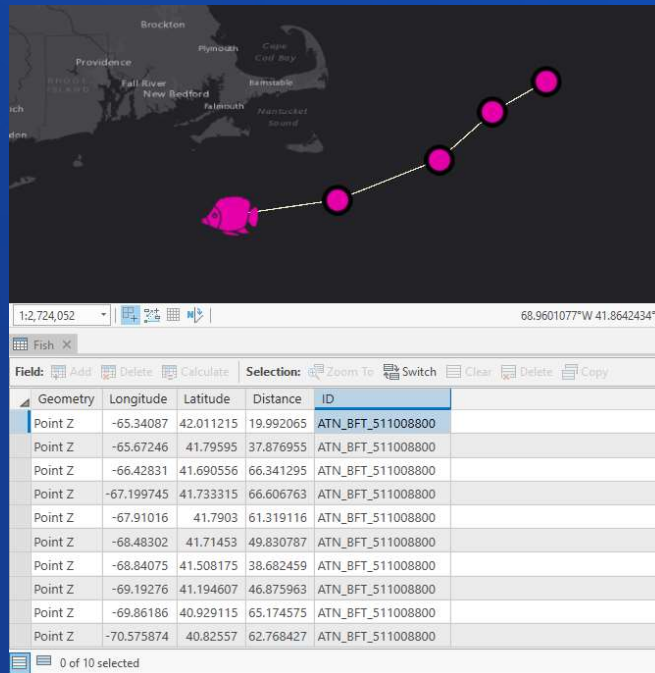 Brockton
Plymouth
Cape
Cod Bay
Providence
RHODE
ISLAND
Fall River
New Bedford
Barnstable
Falmouth
Nantucket
Sound
1:2,724,052
68.9601077°W 41.8642434°
Fish
Field: Add Delete Calculate Selection: Zoom To Switch Clear Delete Copy
Geometry Longitude Latitude Distance ID
Point Z -65.34087 42.011215 19.992065 ATN_BFT_511008800
Point Z -65.67246 41.79595 37.876955 ATN_BFT_511008800
Point Z -66.42831 41.690556 66.341295 ATN_BFT_511008800
Point Z -67.199745 41.733315 66.606763 ATN_BFT_511008800
Point Z -67.91016 41.7903 61.319116 ATN_BFT_511008800
Point Z -68.48302 41.71453 49.830787 ATN_BFT_511008800
Point Z -68.84075 41.508175 38.682459 ATN_BFT_511008800
Point Z -69.19276 41.194607 46.875963 ATN_BFT_511008800
Point Z -69.86186 40.929115 65.174575 ATN_BFT_511008800
Point Z -70.575874 40.82557 62.768427 ATN_BFT_511008800
0 of 10 selected